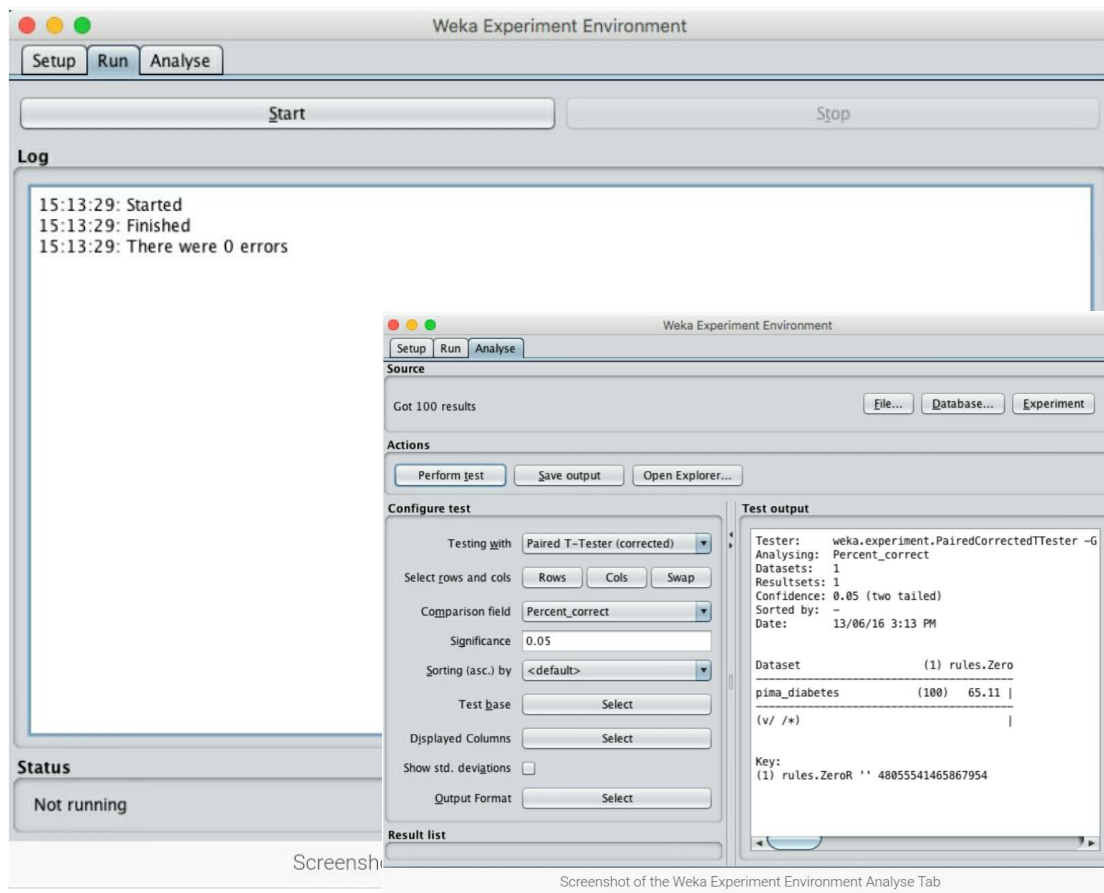 Weka Experiment Environment
Setup Run Analyse
Start Stop
Log
15:13:29: Started
15:13:29: Finished
15:13:29: There were 0 errors
Status
Not running
Weka Experiment Environment
Setup Run Analyse
Source
Got 100 results File... Database... Experiment
Actions
Perform test Save output Open Explorer...
Configure test
Testing with Paired T-Tester (corrected)
Select rows and cols Rows Cols Swap
Comparison field Percent_correct
Significance 0.05
Sorting (asc.) by <default>
Test base Select
Displayed Columns Select
Show std. deviations
Output Format Select
Result list
Test output
Tester: weka.experiment.PairedCorrectedTTester -G
Analysing: Percent_correct
Datasets: 1
Resultsets: 1
Confidence: 0.05 (two tailed)
Sorted by: -
Date: 13/06/16 3:13 PM
Dataset (1) rules.Zero
pima_diabetes (100) 65.11 |
(v/ /*) |
Key:
(1) rules.ZeroR '' 48055541465867954
Screenshot of the Weka Experiment Environment Analyse Tab